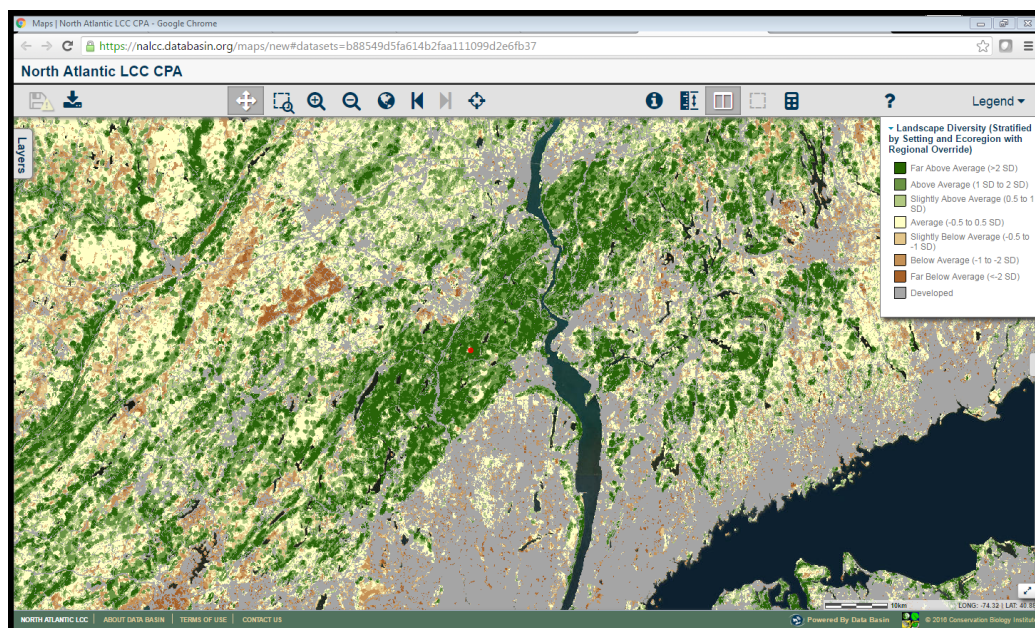 Maps | North Atlantic LCC CPA - Google Chrome
https://nalcc.databasin.org/maps/new#datasets=b88549d5fa614b2faa111099d2e6fb37
North Atlantic LCC CPA
? Legend
Layers
Landscape Diversity (Stratified
by Setting and Ecoregion with
Regional Override)
Far Above Average (>2 SD)
Above Average (1 SD to 2 SD)
Slightly Above Average (0.5 to 1
SD)
Average (-0.5 to 0.5 SD)
Slightly Below Average (-0.5 to
-1 SD)
Below Average (-1 to -2 SD)
Far Below Average (<-2 SD)
Developed
10km
LONG: -74.32 | LAT: 40.88
NORTH ATLANTIC LCC | ABOUT DATA BASIN | TERMS OF USE | CONTACT US
Powered By Data Basin
© 2016 Conservation Biology Institu